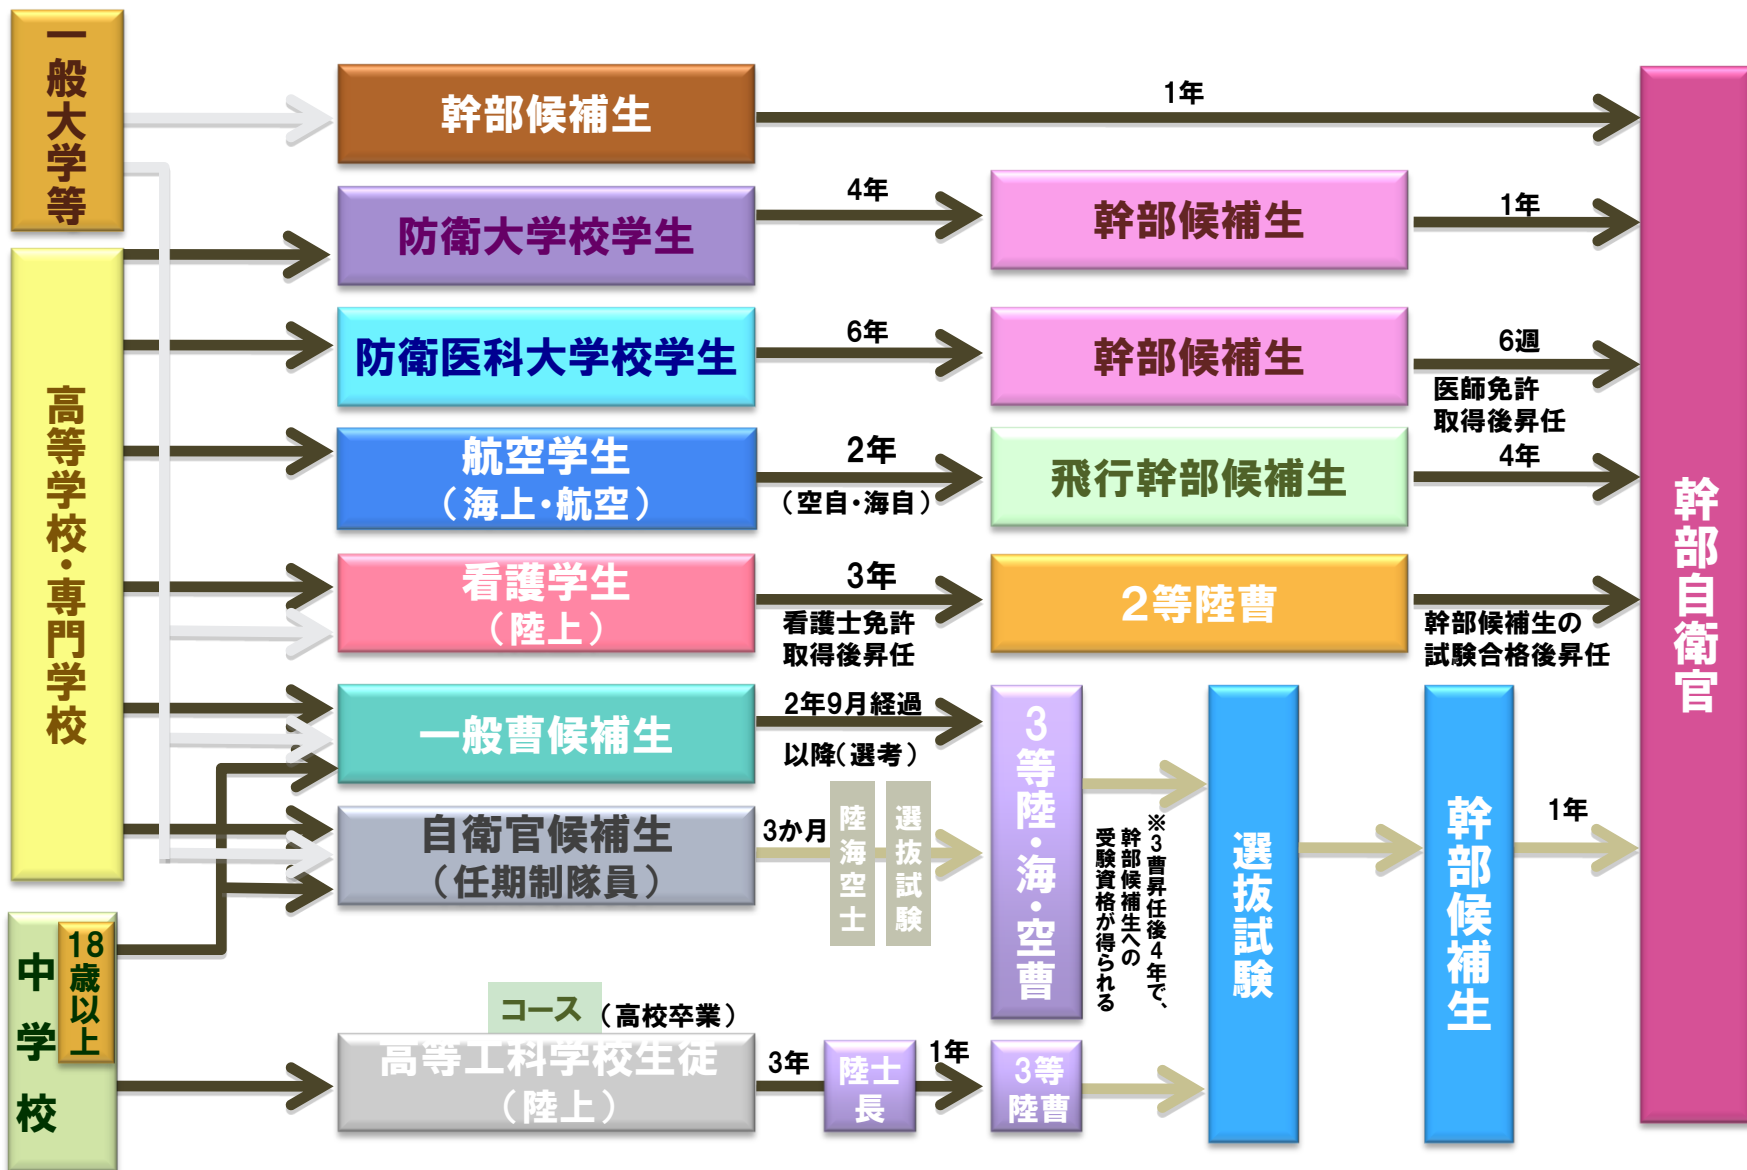 一般大学等
高等学校・専門学校
中学校
18歳以上
幹部候補生
1年
防衛大学校学生
4年
幹部候補生
1年
防衛医科大学校学生
6年
幹部候補生
6週
医師免許
取得後昇任
航空学生
（海上・航空）
2年
（空自・海自）
飛行幹部候補生
4年
看護学生
（陸上）
3年
看護士免許
取得後昇任
2等陸曹
幹部候補生の
試験合格後昇任
一般曹候補生
2年9月経過
以降（選考）
自衛官候補生
（任期制隊員）
3か月
陸海空士
選抜試験
3等陸・海・空曹
※3曹昇任後4年で、
幹部候補生への
受験資格が得られる
選抜試験
幹部候補生
1年
コース
（高校卒業）
高等工科学校生徒
（陸上）
3年
陸士
長
1年
3等
陸曹
幹部自衛官